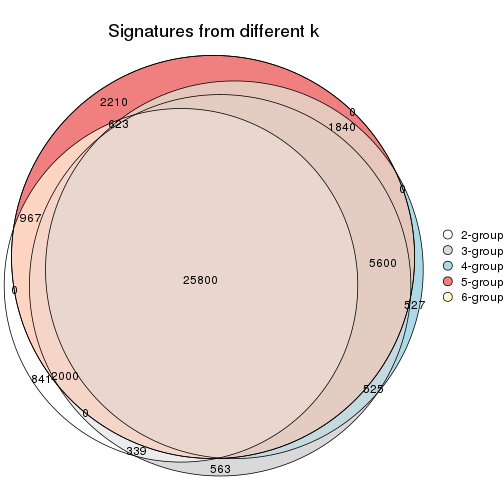 Signatures from different k
2210
0
623
1840
0
967
5600
25800
0
527
2-group
3-group
4-group
5-group
6-group
841
2000
525
0
339
563